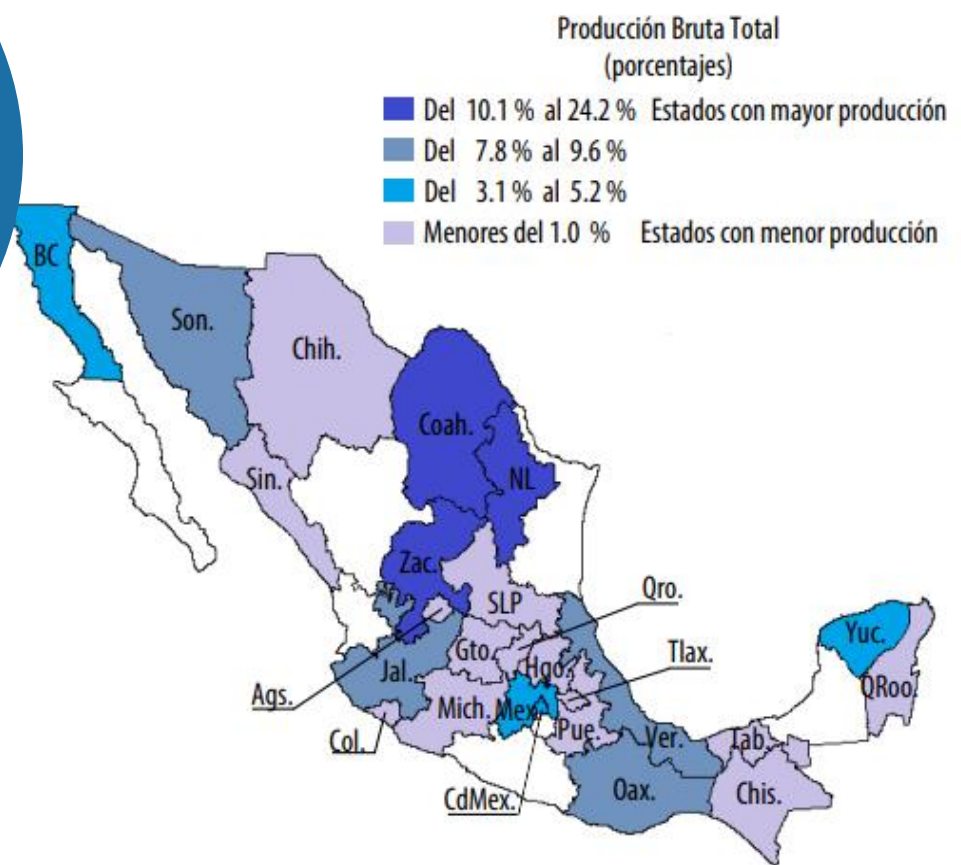 Producción Bruta Total
(porcentajes)
Del 10.1 % al 24.2 % Estados con mayor producción
Del 7.8 % al 9.6 %
Del 3.1 % al 5.2 %
Menores del 1.0 % Estados con menor producción
BC
Son.
Chih.
Coah.
NL
Sin.
Zac.
SLP
Qro.
Gto.
Hgo.
Tlax.
Yuc.
QRoo.
Jal.
Ags.
Mich.
Mex.
Pue.
Col.
Ver.
Tab.
CdMex.
Oax.
Chis.